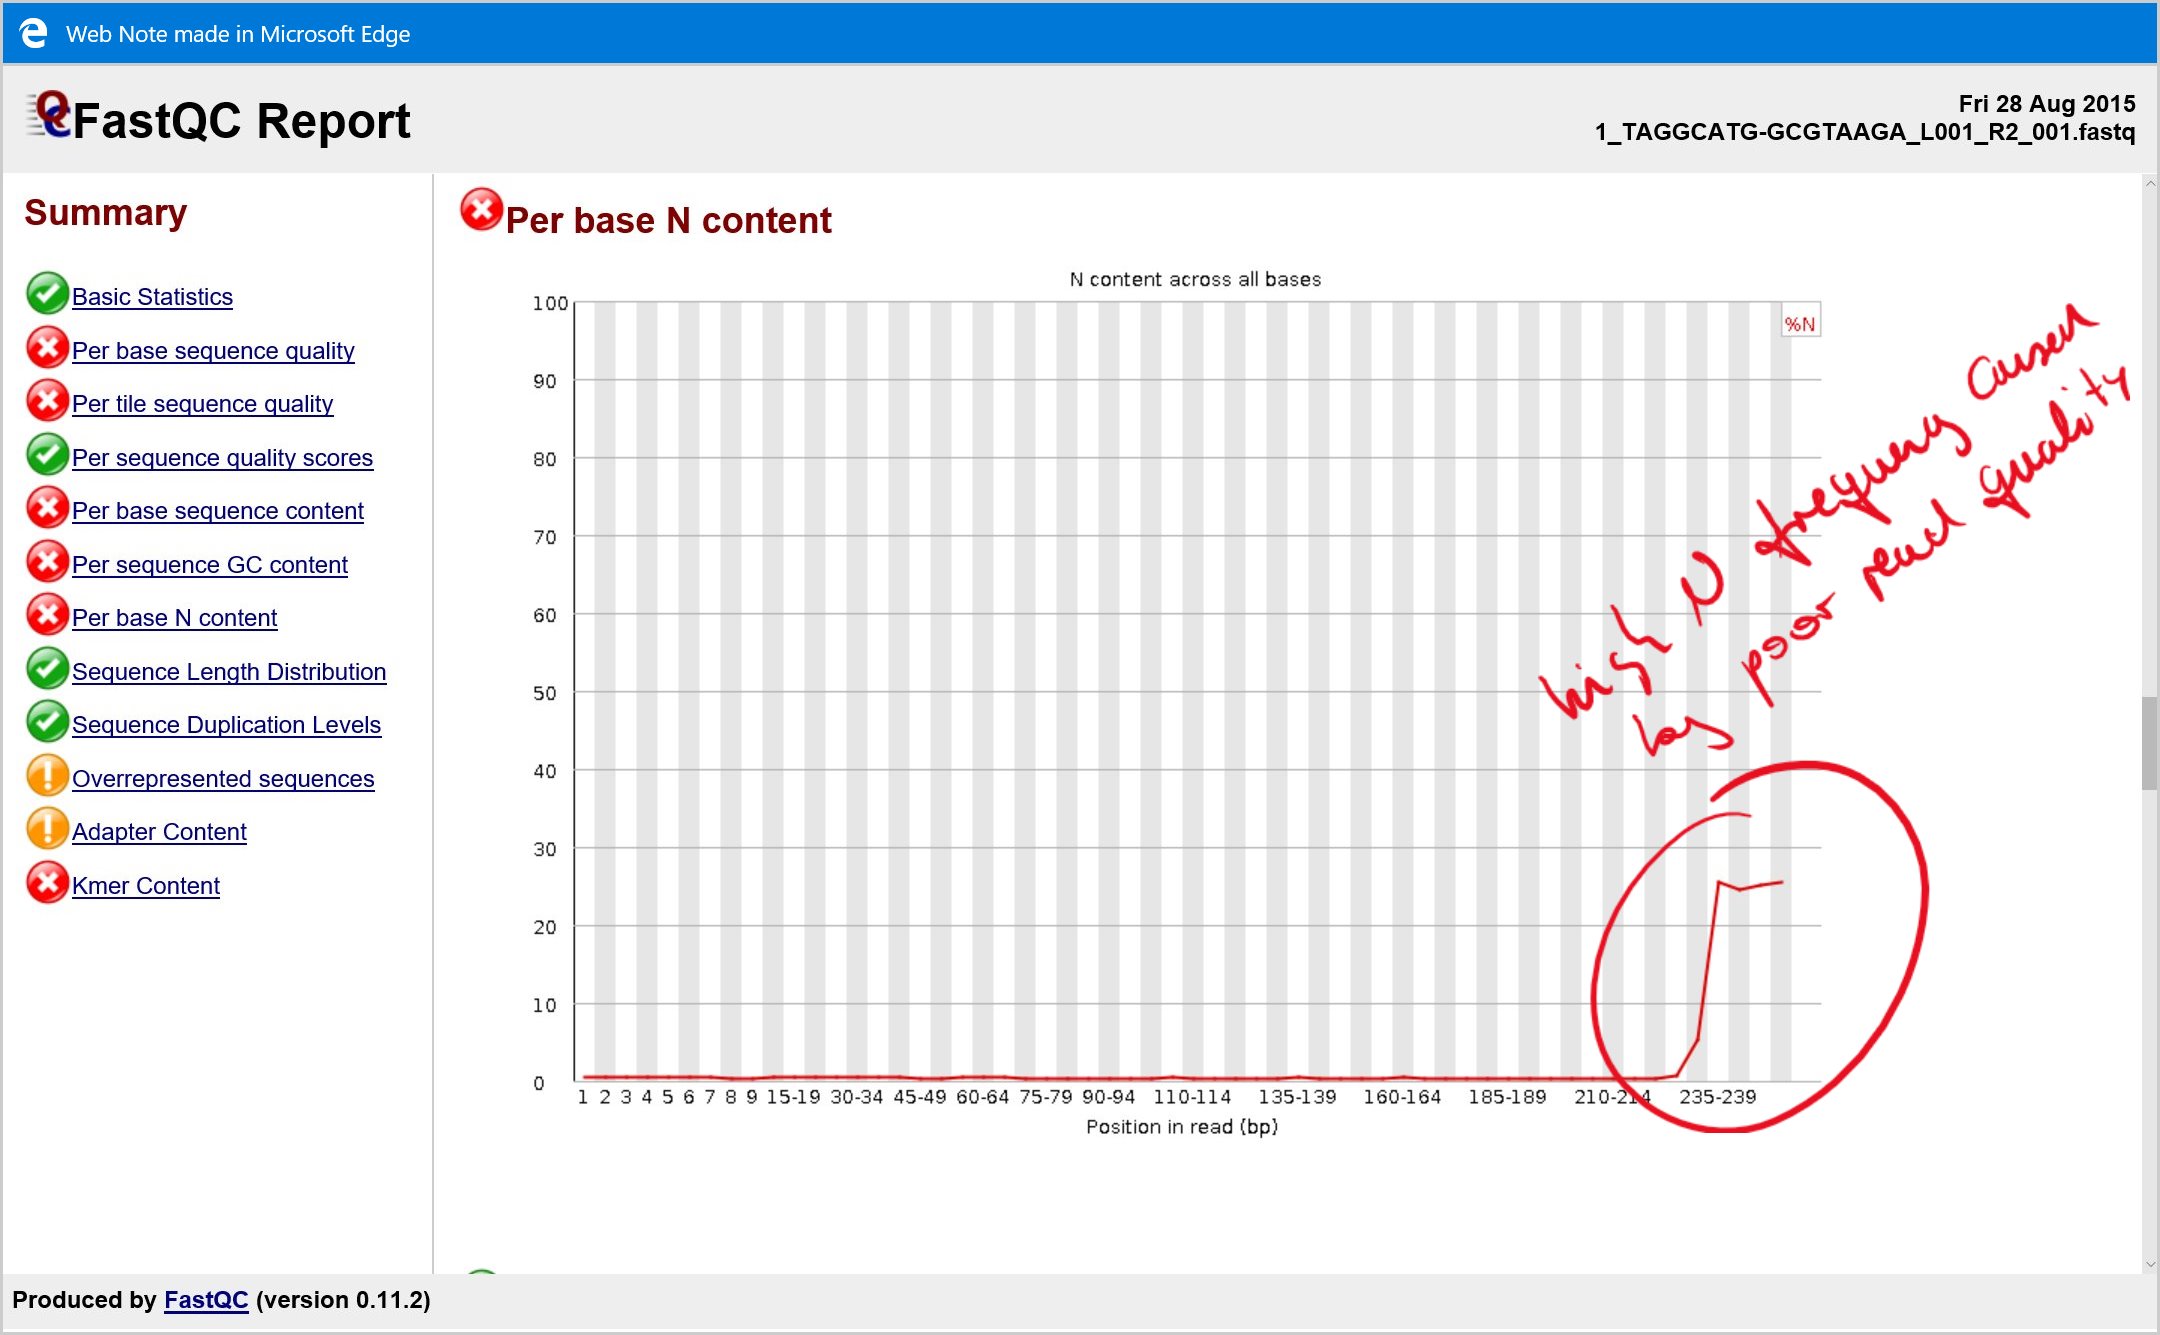 Web Note made in Microsoft Edge
FastQC Report
Fri 28 Aug 2015
1_TAGGCATG-GCGTAAGA_L001_R2_001.fastq
Summary
Basic Statistics
Per base sequence quality
Per tile sequence quality
Per sequence quality scores
Per base sequence content
Per sequence GC content
Per base N content
Sequence Length Distribution
Sequence Duplication Levels
Overrepresented sequences
Adapter Content
Kmer Content
Per base N content
N content across all bases
%N
100
90
80
70
60
50
40
30
20
10
0
1 2 3 4 5 6 7 8 9 15-19 30-34 45-49 60-64 75-79 90-94 110-114 135-139 160-164 185-189 210-214 235-239
Position in read (bp)
high N frequency caused
by poor read quality
Produced by FastQC (version 0.11.2)